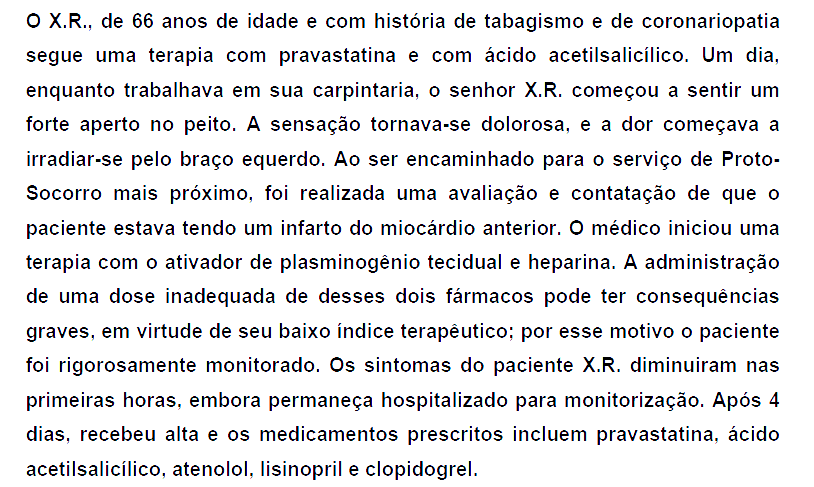 O X.R., de 66 anos de idade e com história de tabagismo e de coronariopatia
segue uma terapia com pravastatina e com ácido acetilsalicílico. Um dia,
enquanto trabalhava em sua carpintaria, o senhor X.R. começou a sentir um
forte aperto no peito. A sensação tornava-se dolorosa, e a dor começava a
irradiar-se pelo braço equerdo. Ao ser encaminhado para o serviço de Proto-
Socorro mais próximo, foi realizada uma avaliação e contatação de que o
paciente estava tendo um infarto do miocárdio anterior. O médico iniciou uma
terapia com o ativador de plasminogênio tecidual e heparina. A administração
de uma dose inadequada de desses dois fármacos pode ter consequências
graves, em virtude de seu baixo índice terapêutico; por esse motivo o paciente
foi rigorosamente monitorado. Os sintomas do paciente X.R. diminuiram nas
primeiras horas, embora permaneça hospitalizado para monitorização. Após 4
dias, recebeu alta e os medicamentos prescritos incluem pravastatina, ácido
acetilsalicílico, atenolol, lisinopril e clopidogrel.